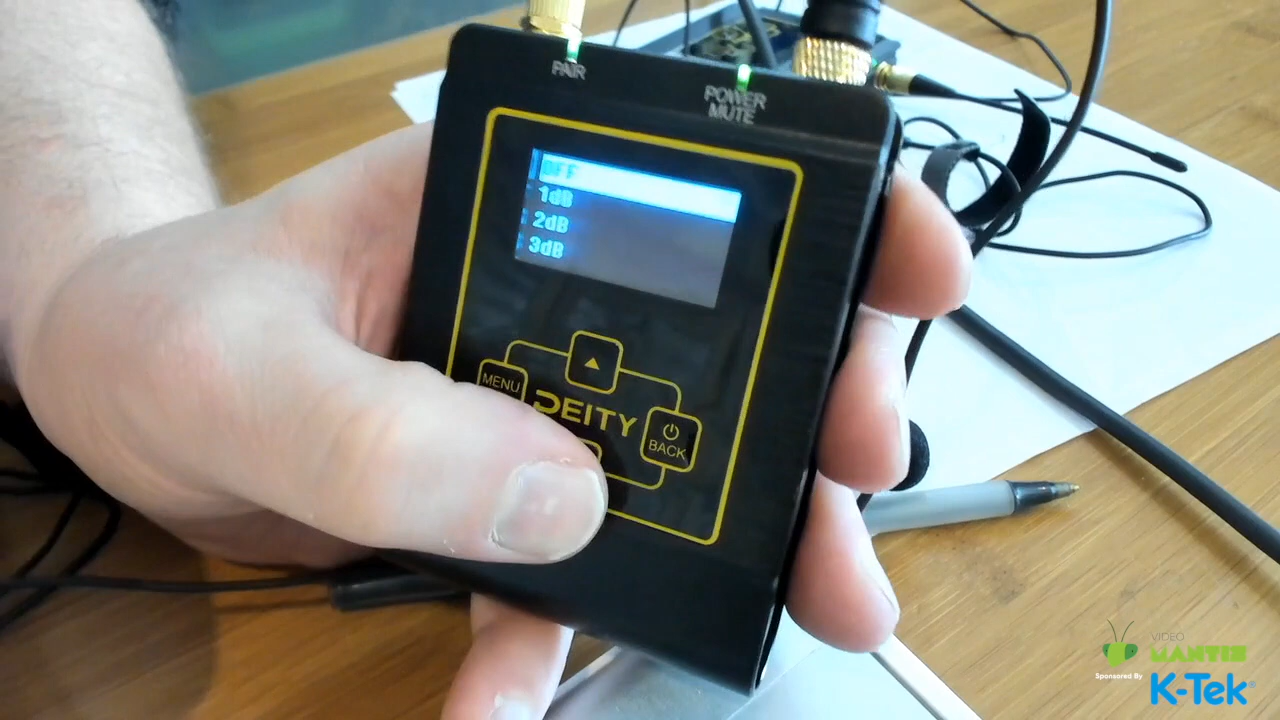 PAIR
POWER
MUTE
OFF
1dB
2dB
3dB
MENU
DEITY
BACK
VIDEO
MANTIS
Sponsored By
K-Tek®